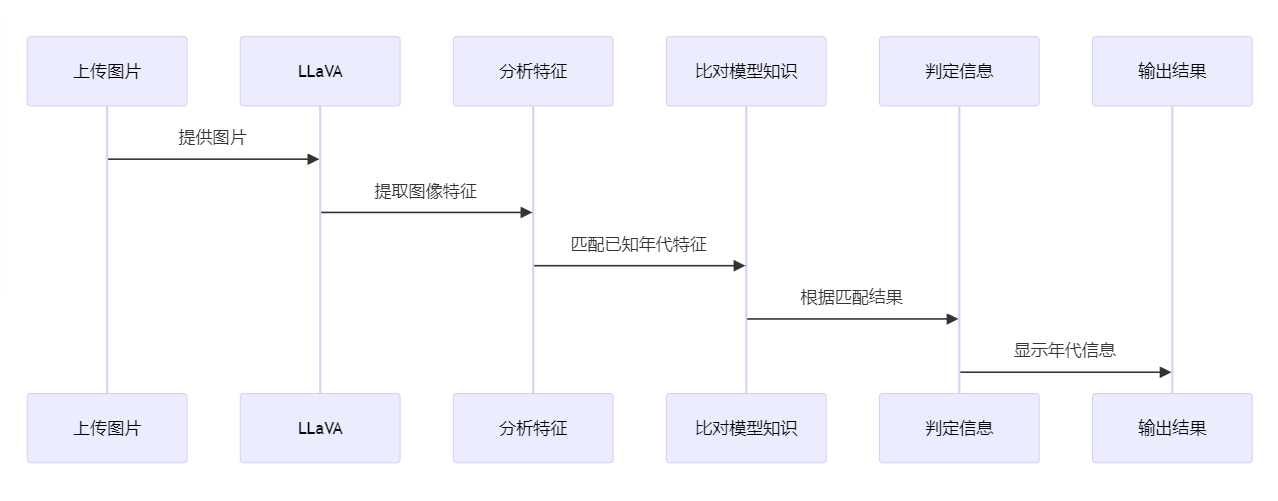 上传图片
LLaVA
分析特征
比对模型知识
判定信息
输出结果
提供图片
提取图像特征
匹配已知年代特征
根据匹配结果
显示年代信息
上传图片
LLaVA
分析特征
比对模型知识
判定信息
输出结果